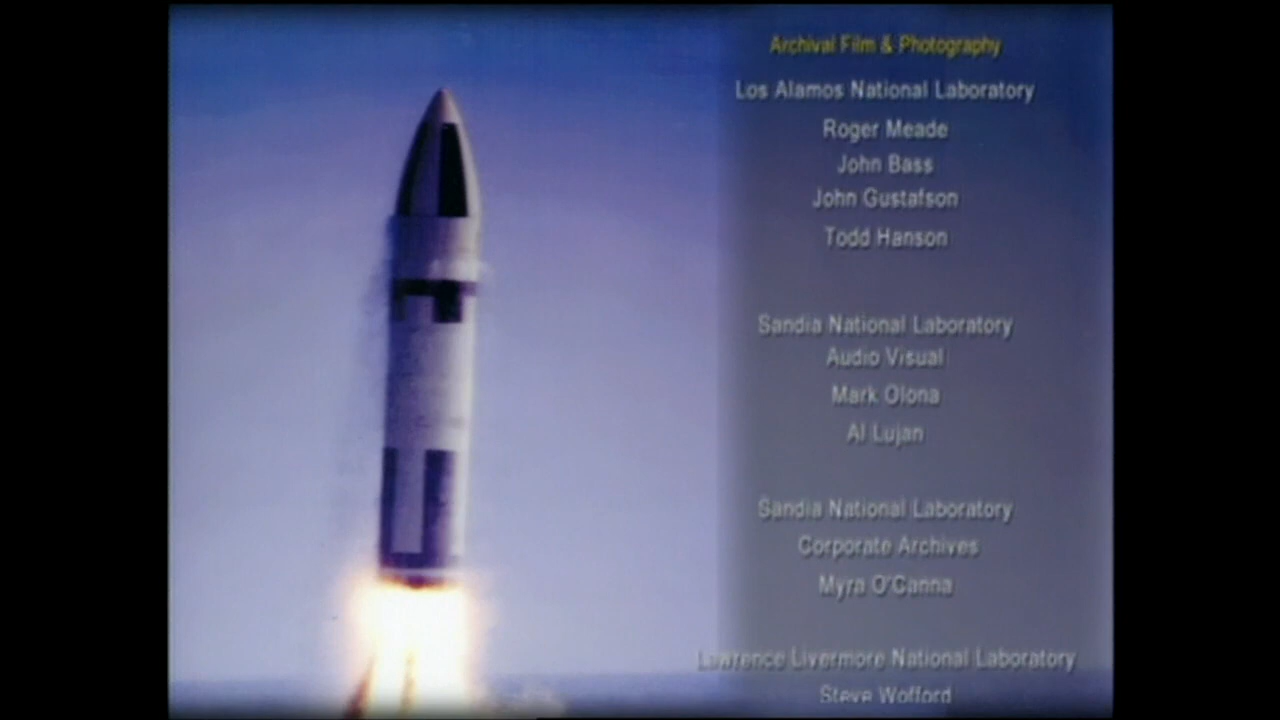 Archival Film & Photography
Los Alamos National Laboratory
Roger Meade
John Bass
John Gustafson
Todd Hanson
Sandia National Laboratory
Audio Visual
Mark Olona
Al Lujan
Sandia National Laboratory
Corporate Archives
Myra O'Canna
Lawrence Livermore National Laboratory
Steve Wofford